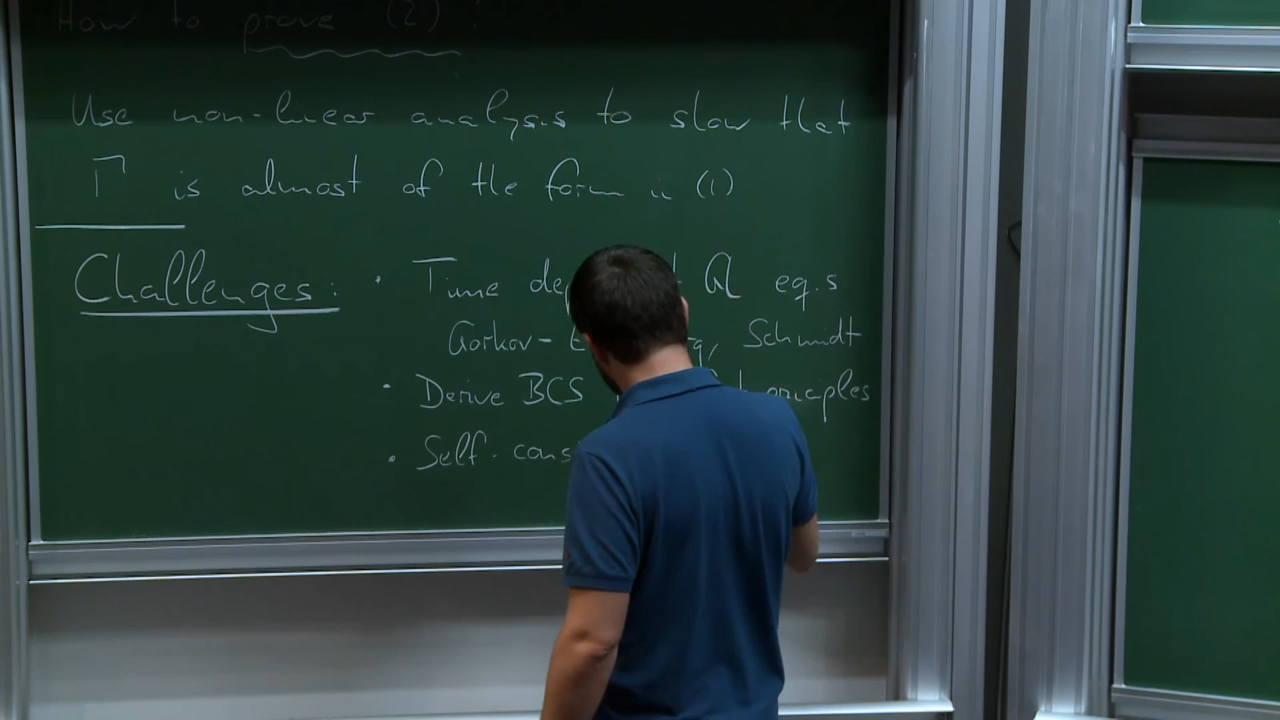 How to prove (2) ?
Use non-linear analysis to show that
Γ is almost of the form in (1)
Challenges: · Time dep GL eq.s
Gorkov- E g, Schmidt
· Derive BCS
· Self-cons